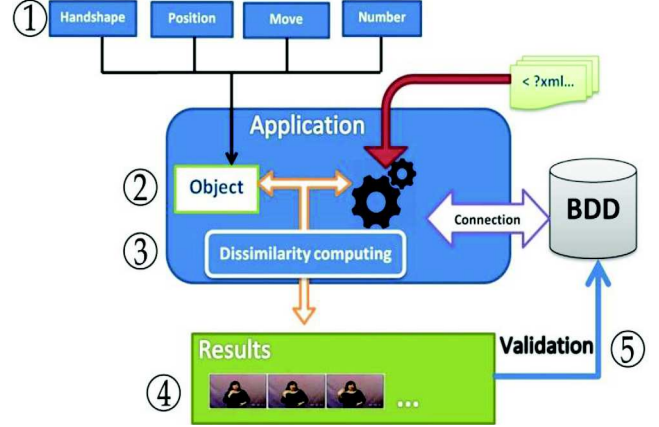 ① Handshape Position Move Number
< ?xml...
Application
② Object
Connection
BDD
③ Dissimilarity computing
Results
Validation ⑤
④ ...